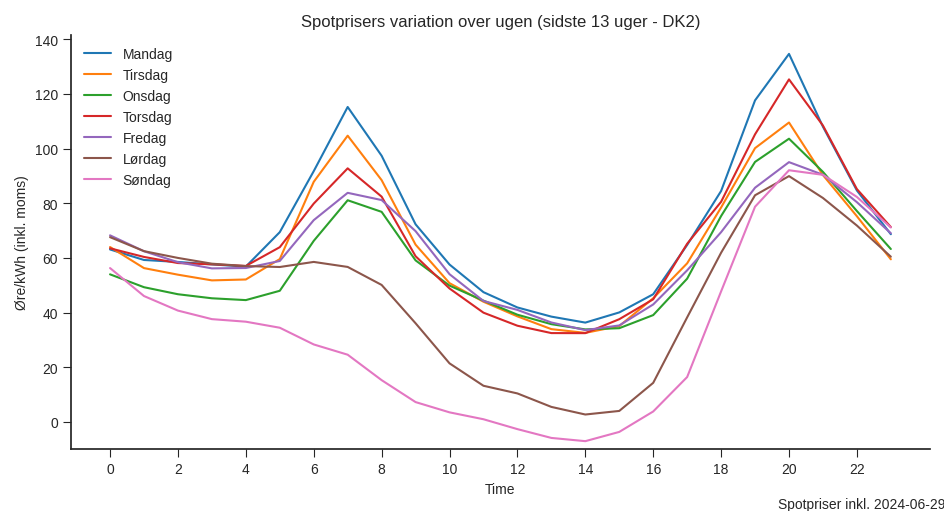 Spotprisers variation over ugen (sidste 13 uger - DK2)
Øre/kWh (inkl. moms)
140
120
100
80
60
40
20
0
Mandag
Tirsdag
Onsdag
Torsdag
Fredag
Lørdag
Søndag
0 2 4 6 8 10 12 14 16 18 20 22
Time
Spotpriser inkl. 2024-06-29